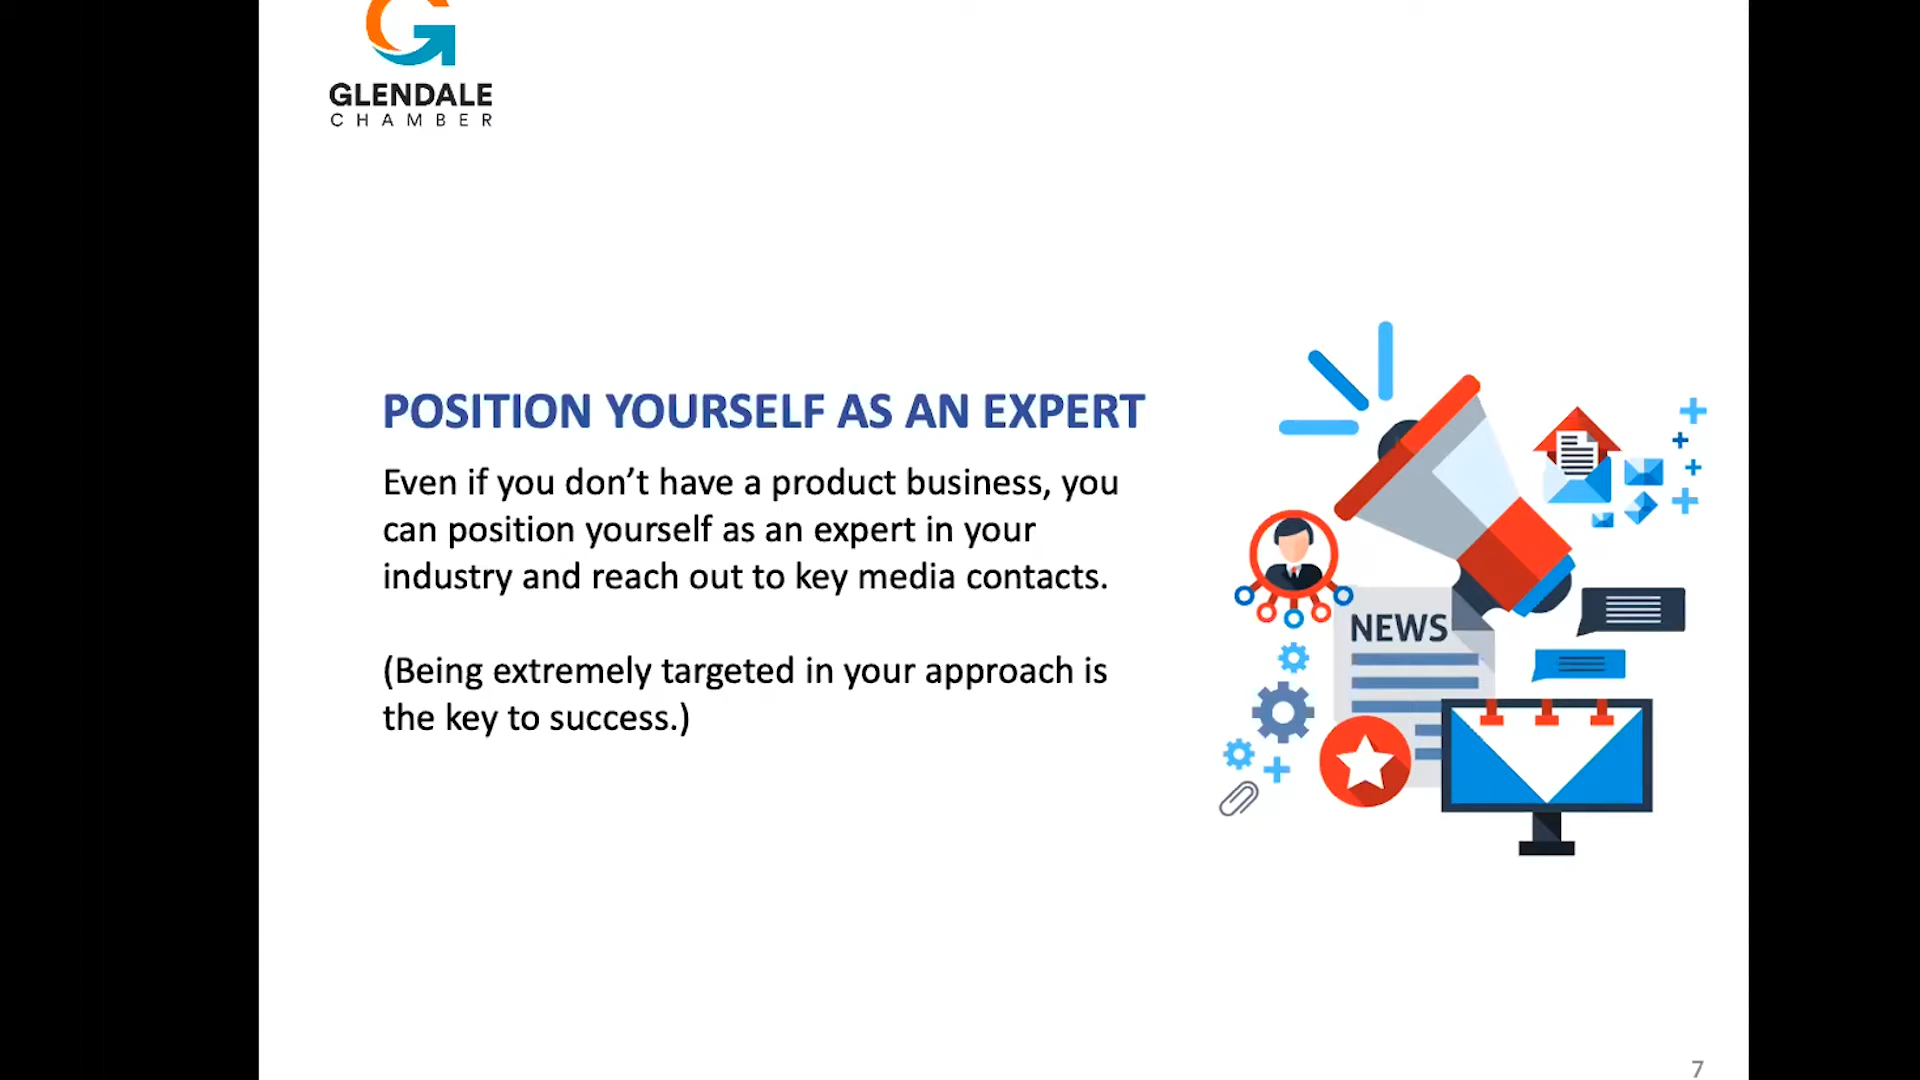 GLENDALE
CHAMBER
POSITION YOURSELF AS AN EXPERT
Even if you don’t have a product business, you
can position yourself as an expert in your
industry and reach out to key media contacts.
(Being extremely targeted in your approach is
the key to success.)
NEWS
7